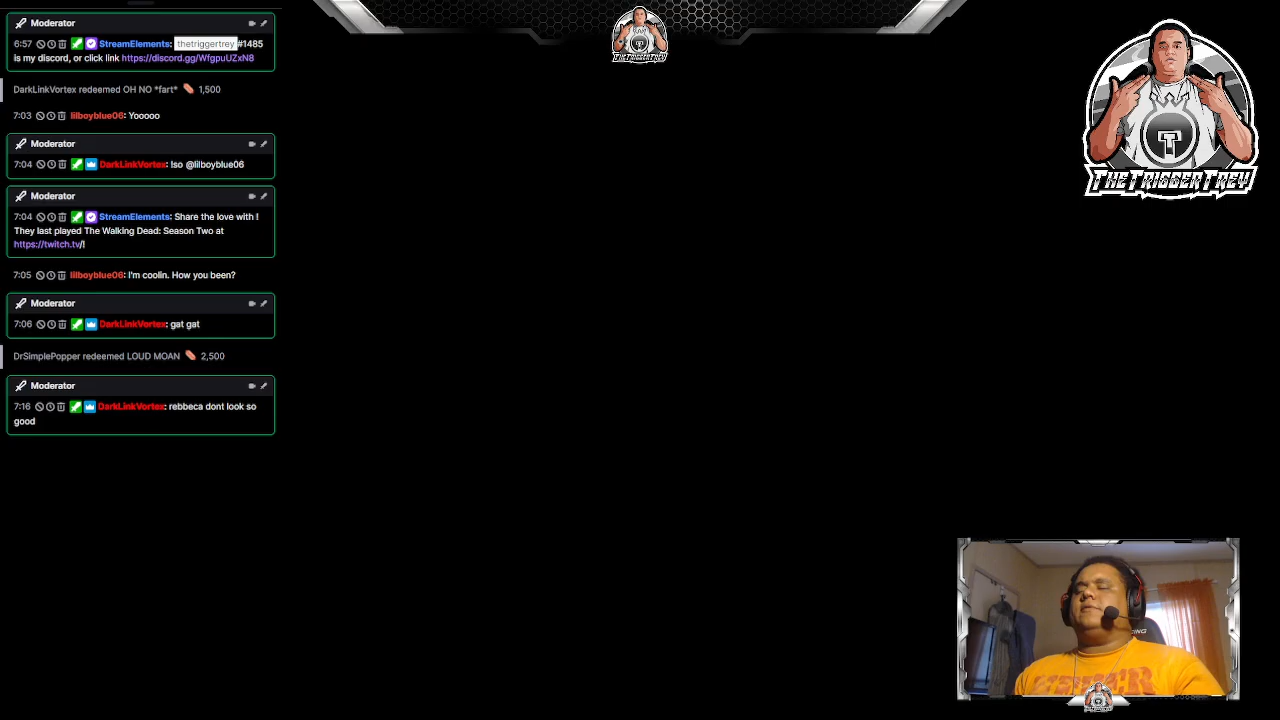 Moderator
6:57 StreamElements: thetriggertrey#1485
is my discord, or click link https://discord.gg/WfgpuUZxN8
DarkLinkVortex redeemed OH NO *fart* 1,500
7:03 lilboyblue06: Yooooo
Moderator
7:04 DarkLinkVortex: !so @lilboyblue06
Moderator
7:04 StreamElements: Share the love with !
They last played The Walking Dead: Season Two at
https://twitch.tv/!
7:05 lilboyblue06: I'm coolin. How you been?
Moderator
7:06 DarkLinkVortex: gat gat
DrSimplePopper redeemed LOUD MOAN 2,500
Moderator
7:16 DarkLinkVortex: rebbeca dont look so
good
THETRIGGERTREY
T
THETRIGGERTREY